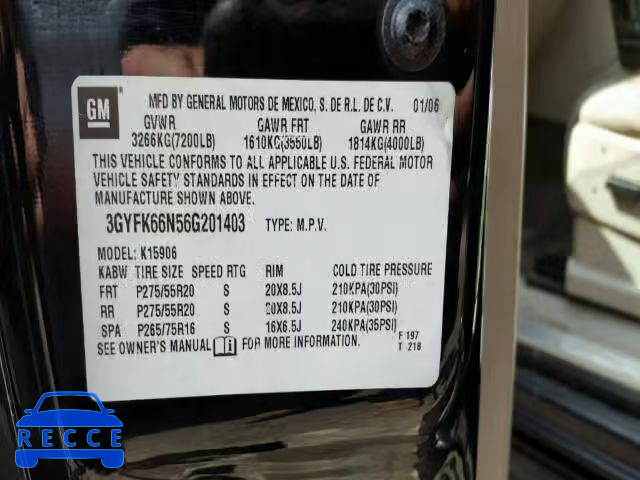 GM
MFD BY GENERAL MOTORS DE MEXICO, S. DE R.L. DE C.V. 01/06
GVWR GAWR FRT GAWR RR
3266KG(7200LB) 1610KG(3550LB) 1814KG(4000LB)
THIS VEHICLE CONFORMS TO ALL APPLICABLE U.S. FEDERAL MOTOR
VEHICLE SAFETY STANDARDS IN EFFECT ON THE DATE OF
MANUFACTURE SHOWN ABOVE.
3GYFK66N56G201403 TYPE: M.P.V.
MODEL: K15906
KABW TIRE SIZE SPEED RTG RIM COLD TIRE PRESSURE
FRT P275/55R20 S 20X8.5J 210KPA(30PSI)
RR P275/55R20 S 20X8.5J 210KPA(30PSI)
SPA P265/75R16 S 16X6.5J 240KPA(35PSI)
SEE OWNER'S MANUAL FOR MORE INFORMATION. F 197
T 218
RECCE